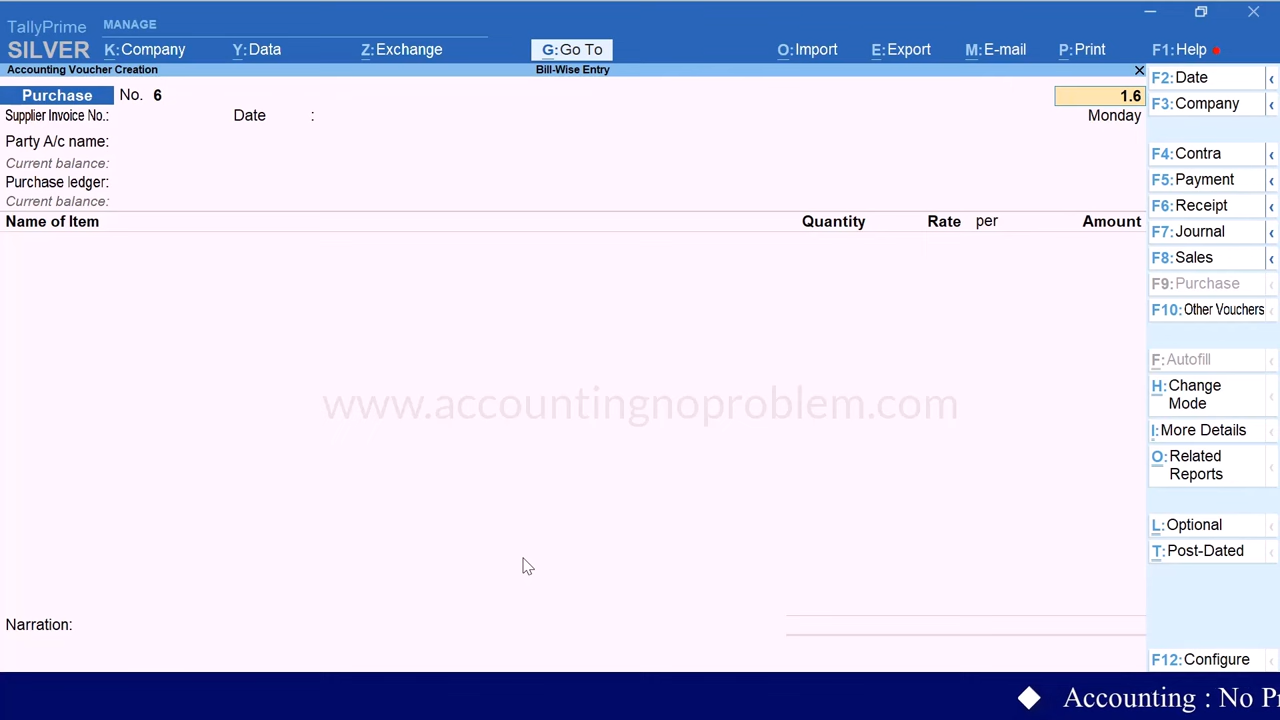 TallyPrime MANAGE
SILVER K:Company Y:Data Z:Exchange G:Go To O:Import E:Export M:E-mail P:Print F1:Help
Accounting Voucher Creation Bill-Wise Entry
Purchase No. 6 1.6
Supplier Invoice No.: Date : Monday
Party A/c name:
Current balance:
Purchase ledger:
Current balance:
Name of Item Quantity Rate per Amount
www.accountingnoproblem.com
Narration:
F2:Date
F3:Company
F4:Contra
F5:Payment
F6:Receipt
F7:Journal
F8:Sales
F9:Purchase
F10:Other Vouchers
F:Autofill
H:Change
Mode
I:More Details
O:Related
Reports
L:Optional
T:Post-Dated
F12:Configure
Accounting : No P